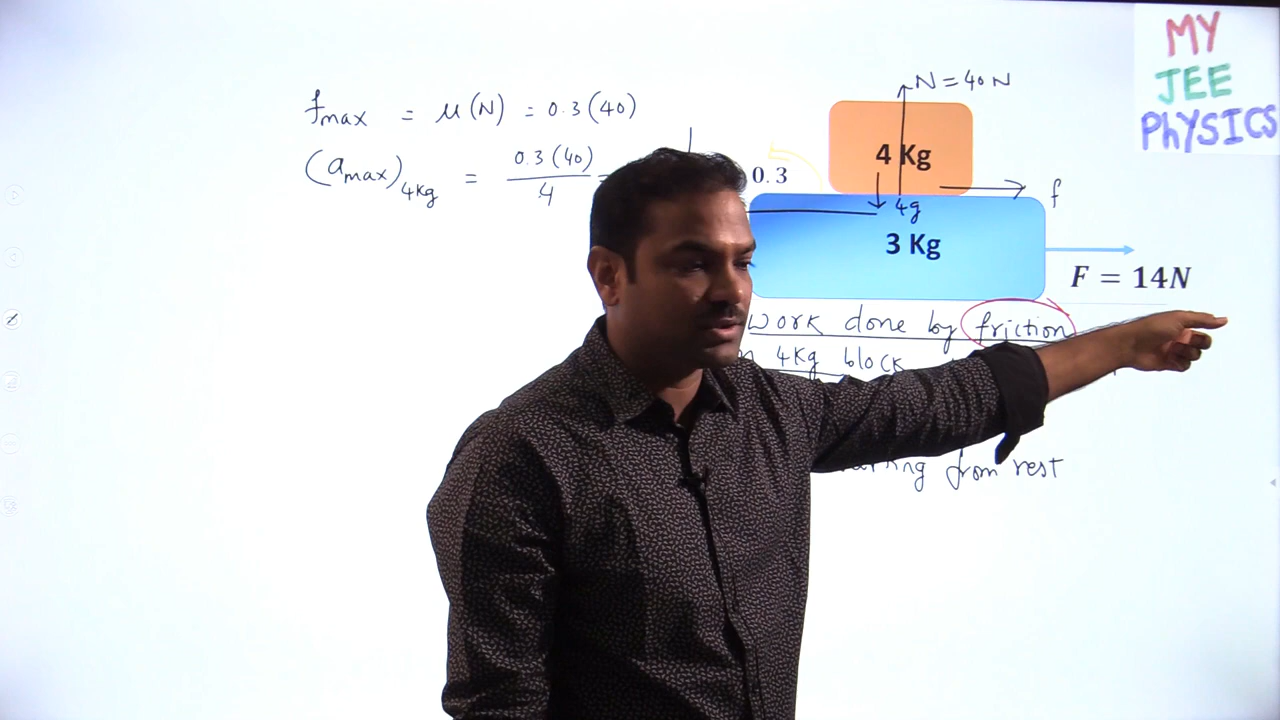 MY
JEE
PhYSICS
N = 40 N
fmax = μ(N) = 0.3(40)
(amax)4Kg = 0.3(40)/4 =
0.3
4 Kg
f
4g
3 Kg
F = 14N
work done by friction
4Kg block
from rest